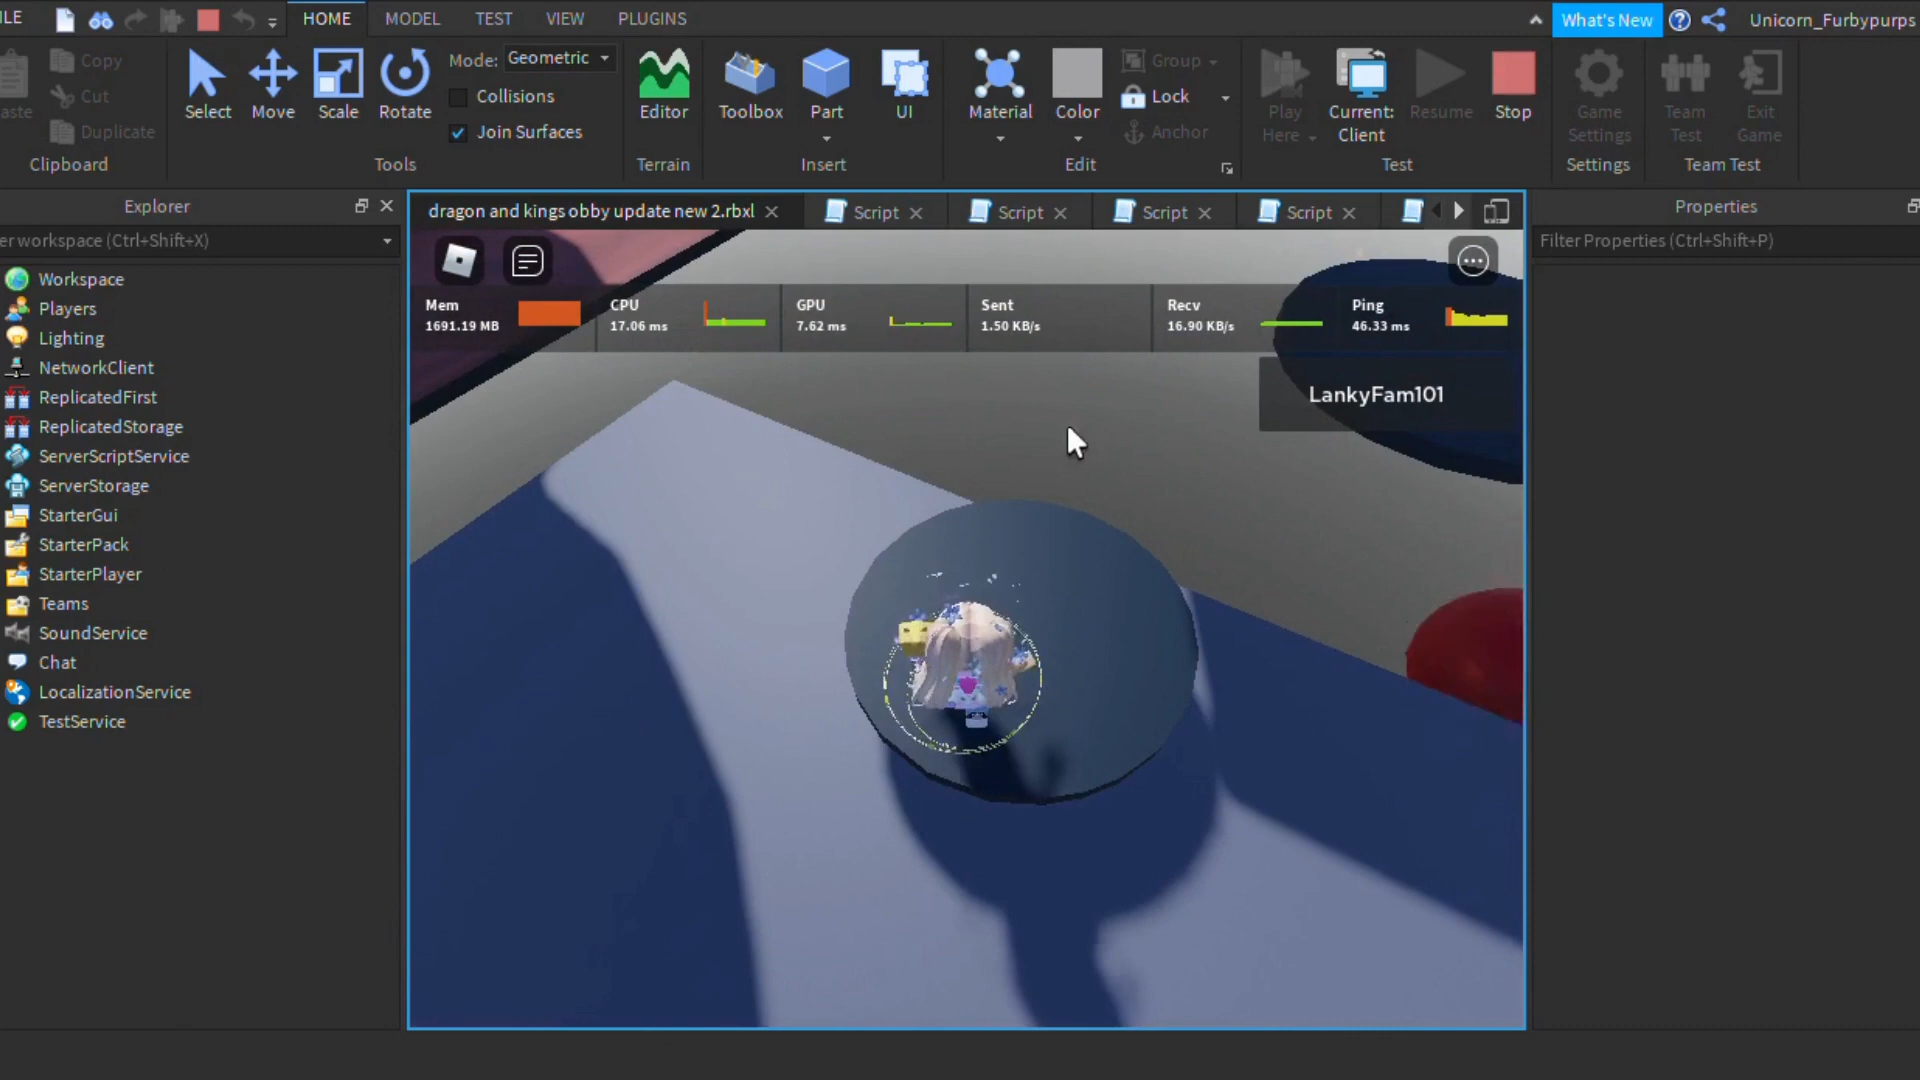 ILE
HOME
MODEL
TEST
VIEW
PLUGINS
What's New
Unicorn_Furbypurps
aste
Copy
Cut
Duplicate
Clipboard
Select
Move
Scale
Rotate
Mode: Geometric
Collisions
Join Surfaces
Tools
Editor
Terrain
Toolbox
Part
UI
Insert
Material
Color
Group
Lock
Anchor
Edit
Play Here
Current: Client
Resume
Stop
Test
Game Settings
Settings
Team Test
Exit Game
Team Test
Explorer
er workspace (Ctrl+Shift+X)
Workspace
Players
Lighting
NetworkClient
ReplicatedFirst
ReplicatedStorage
ServerScriptService
ServerStorage
StarterGui
StarterPack
StarterPlayer
Teams
SoundService
Chat
LocalizationService
TestService
dragon and kings obby update new 2.rbxl
Script
Script
Script
Script
Mem
1691.19 MB
CPU
17.06 ms
GPU
7.62 ms
Sent
1.50 KB/s
Recv
16.90 KB/s
Ping
46.33 ms
LankyFam101
Properties
Filter Properties (Ctrl+Shift+P)